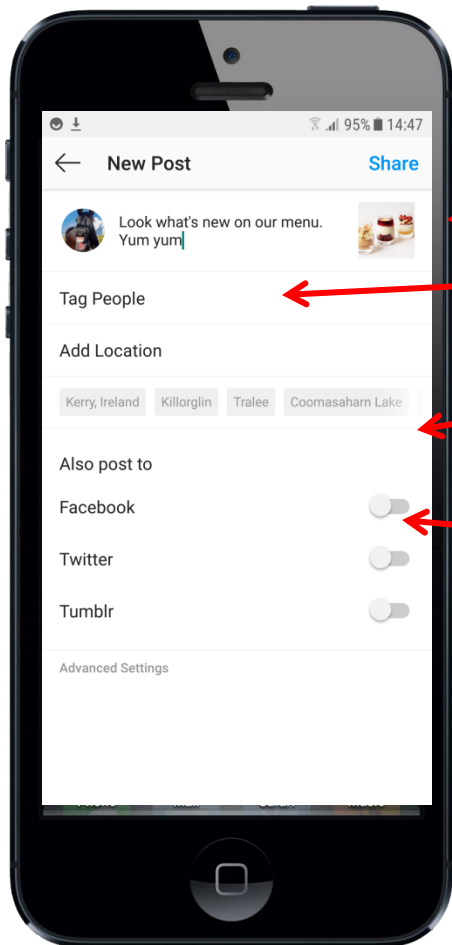 95% 14:47
New Post Share
Look what's new on our menu.
Yum yum
Tag People
Add Location
Kerry, Ireland Killorglin Tralee Coomasaharn Lake
Also post to
Facebook
Twitter
Tumblr
Advanced Settings